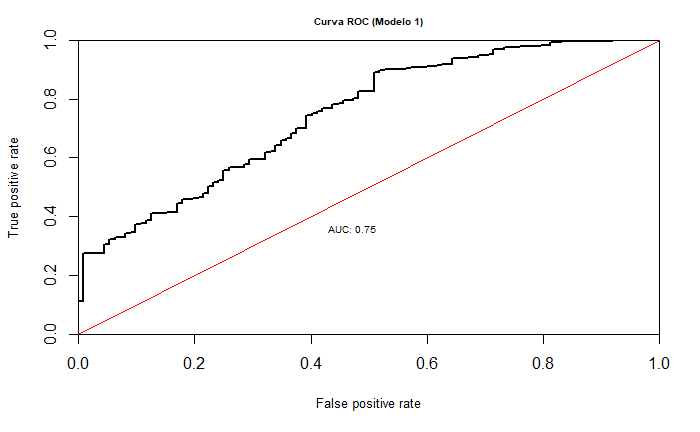 Curva ROC (Modelo 1)
True positive rate
1.0
0.8
0.6
0.4
0.2
0.0
AUC: 0.75
0.0 0.2 0.4 0.6 0.8 1.0
False positive rate